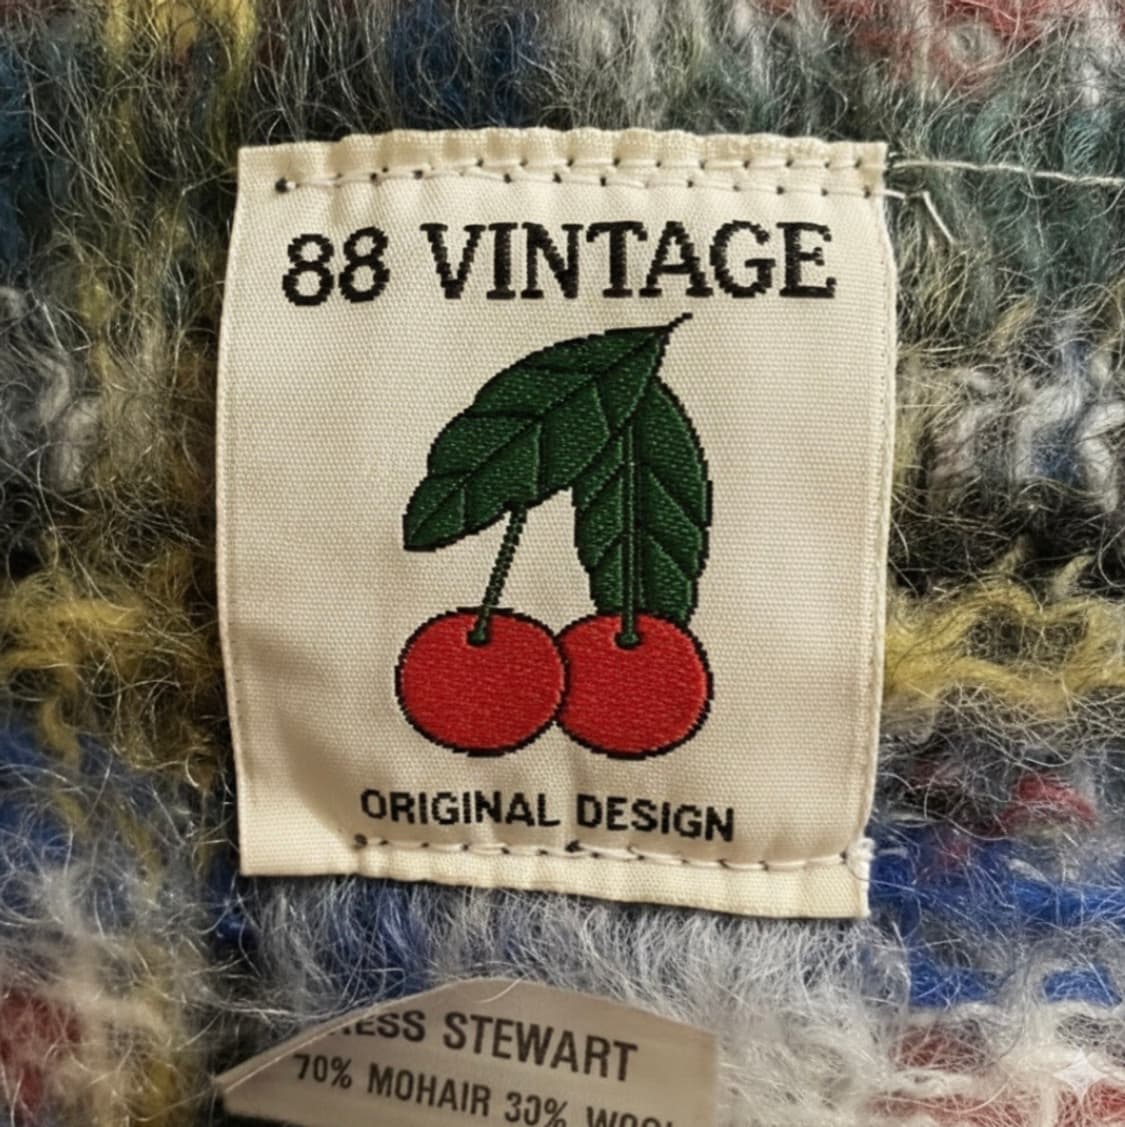 88 VINTAGE
ORIGINAL DESIGN
STEWART
70% MOHAIR 30%